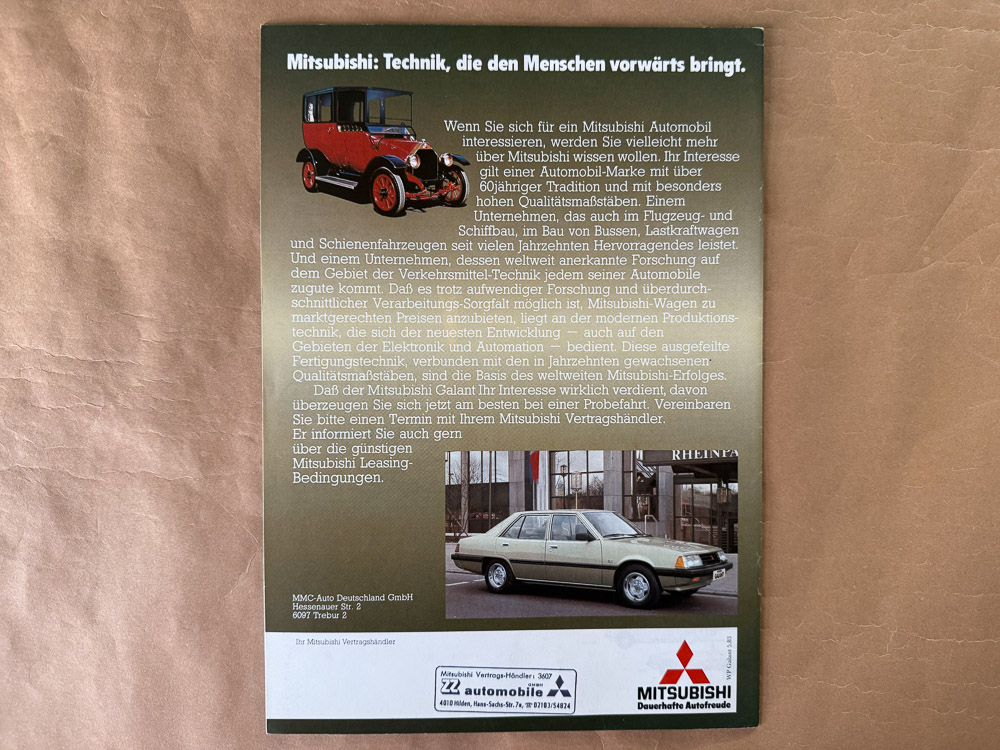 Mitsubishi: Technik, die den Menschen vorwärts bringt.
Wenn Sie sich für ein Mitsubishi Automobil
interessieren, werden Sie vielleicht mehr
über Mitsubishi wissen wollen. Ihr Interesse
gilt einer Automobil-Marke mit über
60jähriger Tradition und mit besonders
hohen Qualitätsmaßstäben. Einem
Unternehmen, das auch im Flugzeug- und
Schiffbau, im Bau von Bussen, Lastkraftwagen
und Schienenfahrzeugen seit vielen Jahrzehnten Hervorragendes leistet.
Und einem Unternehmen, dessen weltweit anerkannte Forschung auf
dem Gebiet der Verkehrsmittel-Technik jedem seiner Automobile
zugute kommt. Daß es trotz aufwendiger Forschung und überdurch-
schnittlicher Verarbeitungs-Sorgfalt möglich ist, Mitsubishi-Wagen zu
marktgerechten Preisen anzubieten, liegt an der modernen Produktions-
technik, die sich der neuesten Entwicklung — auch auf den
Gebieten der Elektronik und Automation — bedient. Diese ausgefeilte
Fertigungstechnik, verbunden mit den in Jahrzehnten gewachsenen
Qualitätsmaßstäben, sind die Basis des weltweiten Mitsubishi-Erfolges.
Daß der Mitsubishi Galant Ihr Interesse wirklich verdient, davon
überzeugen Sie sich jetzt am besten bei einer Probefahrt. Vereinbaren
Sie bitte einen Termin mit Ihrem Mitsubishi Vertragshändler.
Er informiert Sie auch gern
über die günstigen
Mitsubishi Leasing-
Bedingungen.
RHEINPA
MMC-Auto Deutschland GmbH
Hessenauer Str. 2
6097 Trebur 2
Ihr Mitsubishi Vertragshändler
Mitsubishi Vertrags-Händler: 3607
ZZ automobile GMBH
4010 Hilden, Hans-Sachs-Str. 7a, ☎ 02103/54824
MITSUBISHI
Dauerhafte Autofreude
WP Galant 5.83